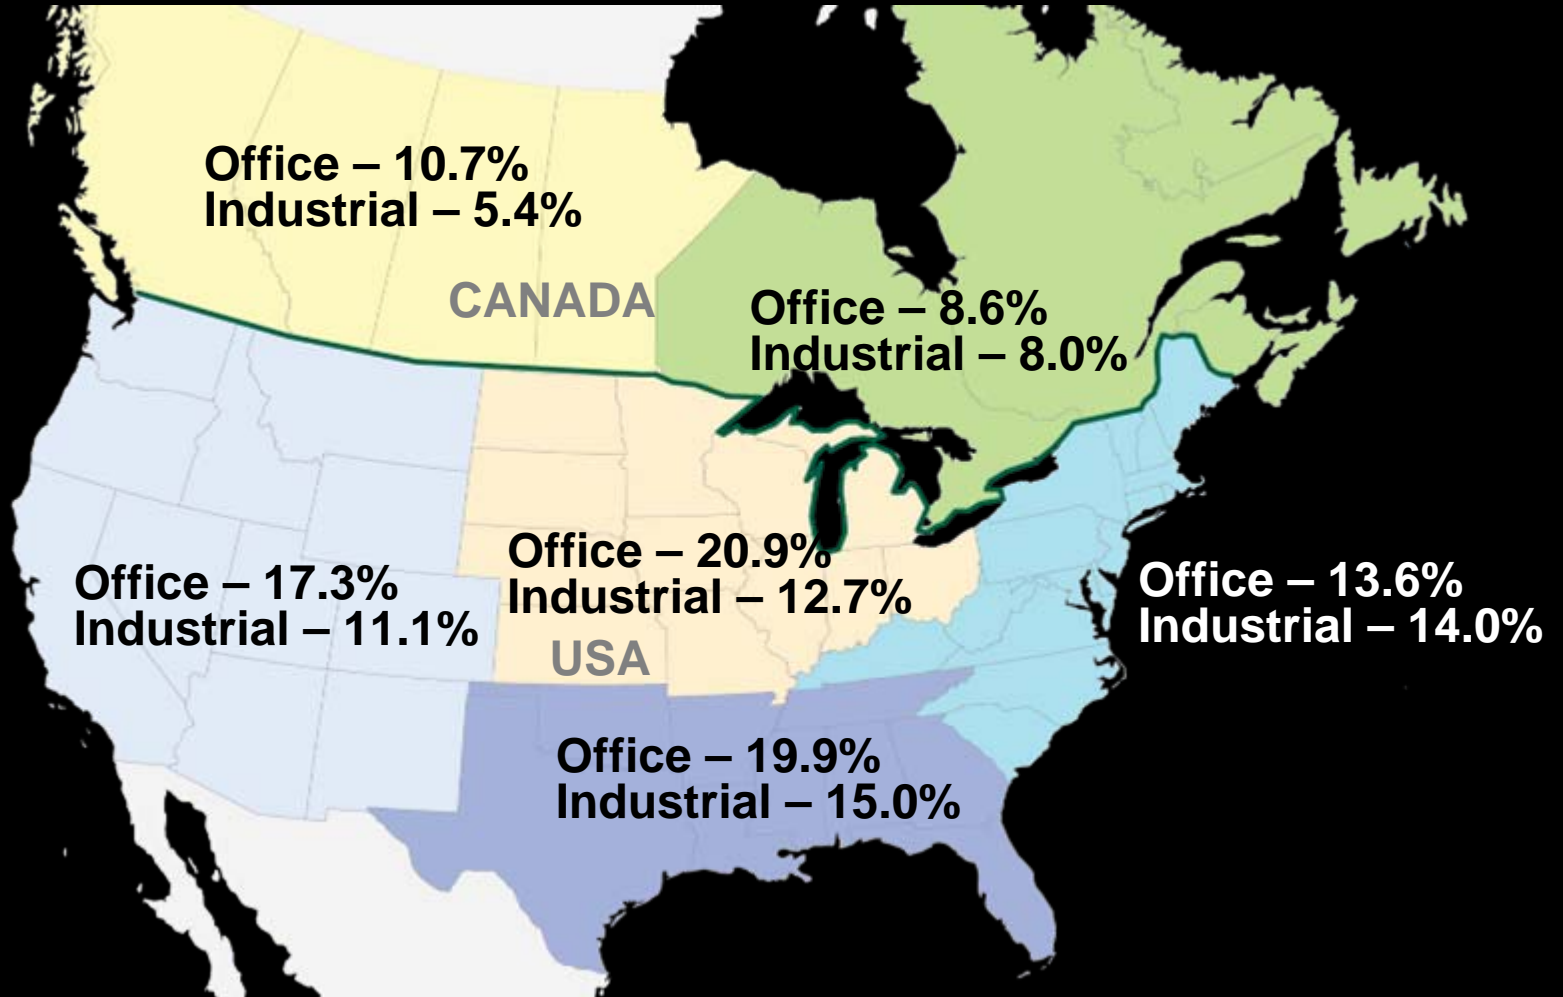 Office – 10.7%
Industrial – 5.4%
CANADA
Office – 8.6%
Industrial – 8.0%
Office – 17.3%
Industrial – 11.1%
Office – 20.9%
Industrial – 12.7%
USA
Office – 13.6%
Industrial – 14.0%
Office – 19.9%
Industrial – 15.0%